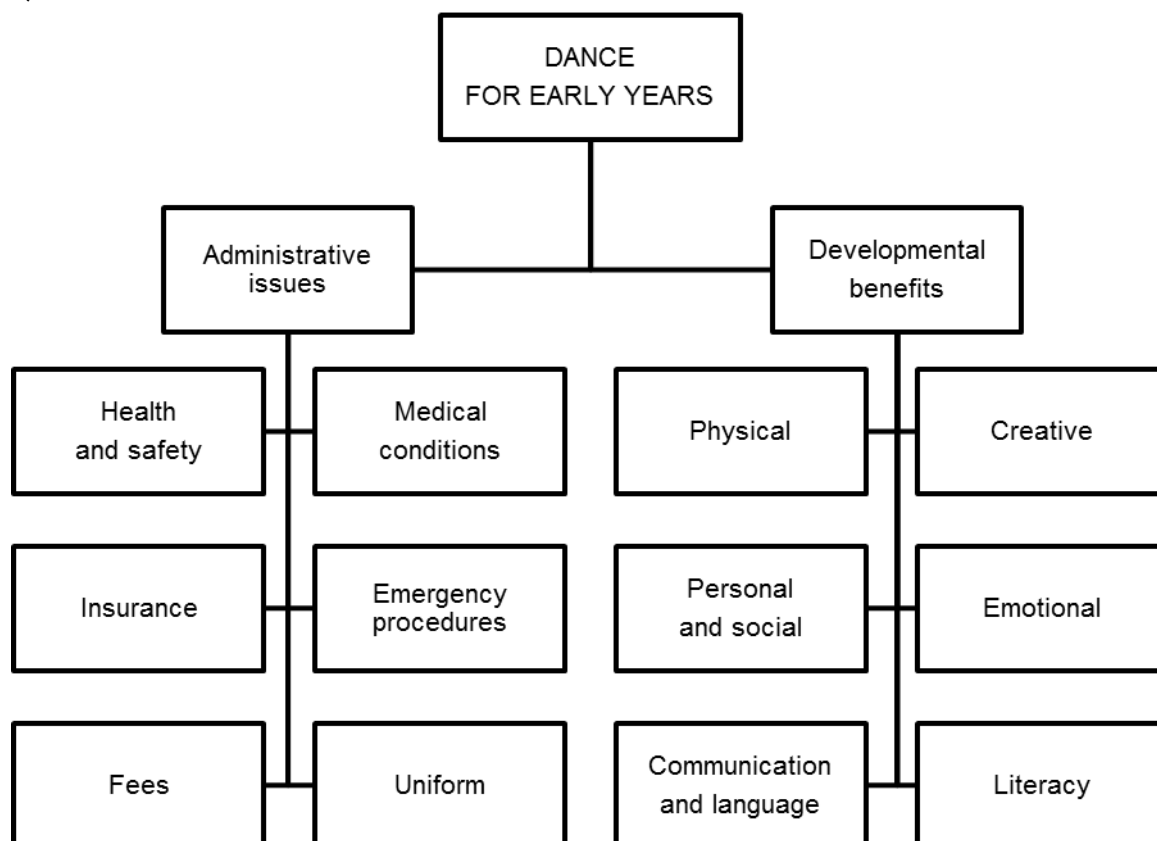 DANCE
FOR EARLY YEARS
Administrative
issues
Developmental
benefits
Health
and safety
Medical
conditions
Physical
Creative
Insurance
Emergency
procedures
Personal
and social
Emotional
Fees
Uniform
Communication
and language
Literacy